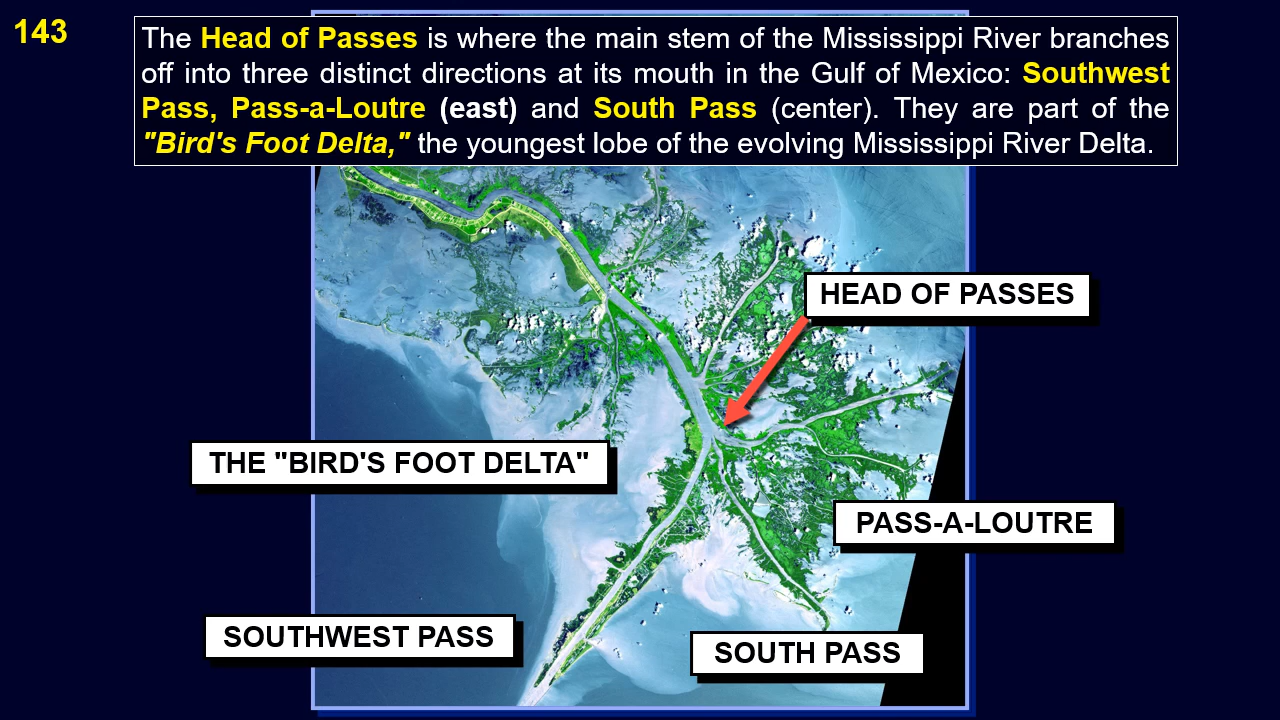 143
The Head of Passes is where the main stem of the Mississippi River branches
off into three distinct directions at its mouth in the Gulf of Mexico: Southwest
Pass, Pass-a-Loutre (east) and South Pass (center). They are part of the
"Bird's Foot Delta," the youngest lobe of the evolving Mississippi River Delta.
HEAD OF PASSES
THE "BIRD'S FOOT DELTA"
PASS-A-LOUTRE
SOUTHWEST PASS
SOUTH PASS